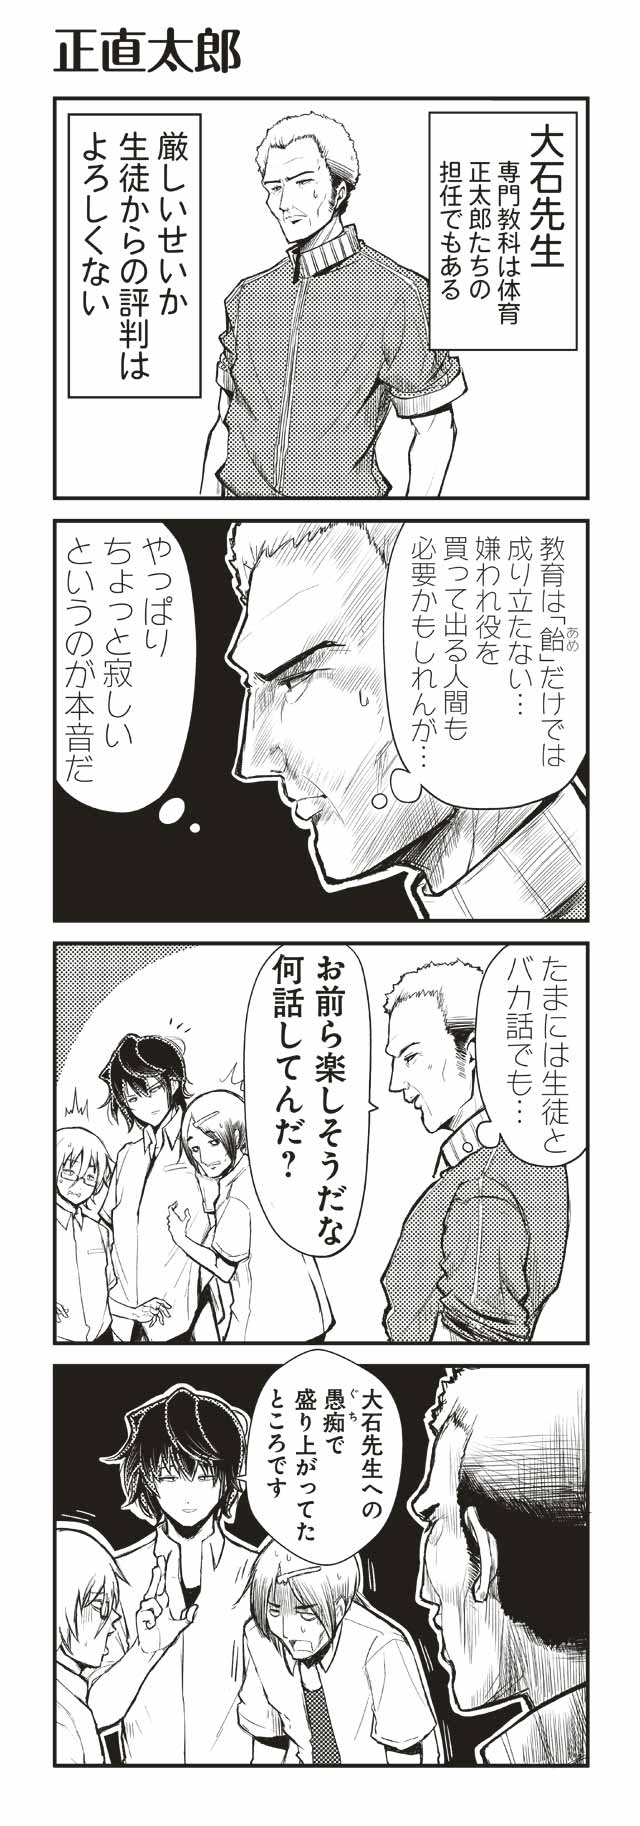 正直太郎
大石先生
専門教科は体育
正太郎たちの
担任でもある
厳しいせいか
生徒からの評判は
よろしくない
教育は「飴」だけでは
あめ
成り立たない…
嫌われ役を
買って出る人間も
必要かもしれんが…
やっぱり
ちょっと寂しい
というのが本音だ
たまには生徒と
バカ話でも…
お前ら楽しそうだな
何話してんだ？
大石先生への
愚痴で
ぐち
盛り上がってた
ところです